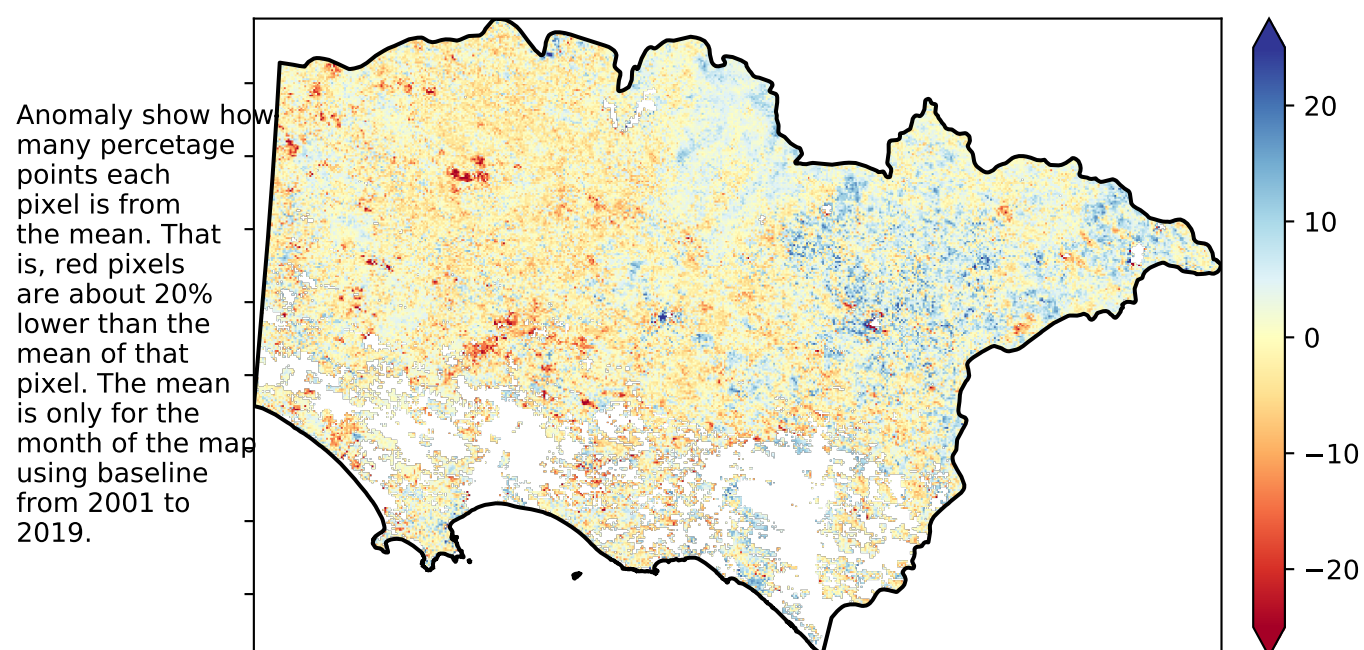 Anomaly show how
many percetage
points each
pixel is from
the mean. That
is, red pixels
are about 20%
lower than the
mean of that
pixel. The mean
is only for the
month of the map
using baseline
from 2001 to
2019.
20
10
0
−10
−20